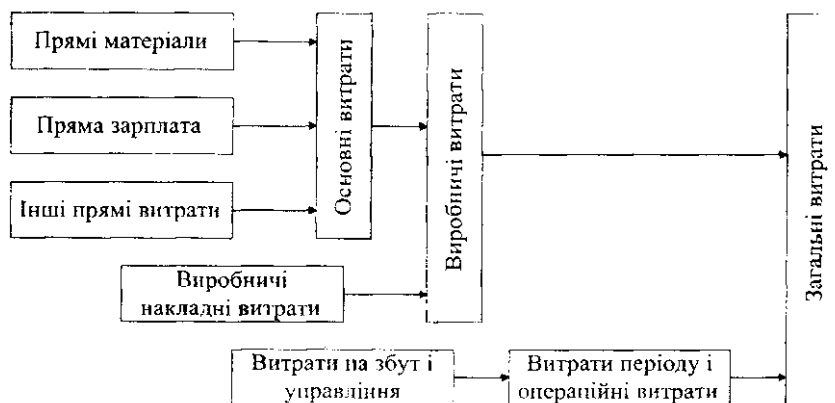 Прямі матеріали
Пряма зарплата
Інші прямі витрати
Основні витрати
Виробничі
накладні витрати
Виробничі витрати
Витрати на збут і
управління
Витрати періоду і
операційні витрати
Загальні витрати